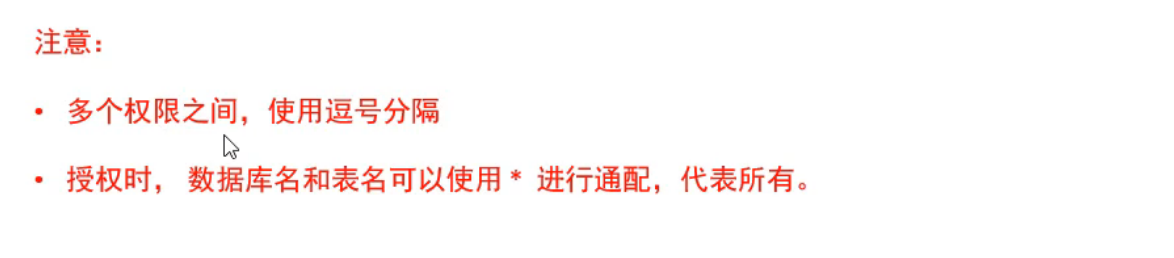 注意：
• 多个权限之间，使用逗号分隔
• 授权时， 数据库名和表名可以使用 * 进行通配，代表所有。